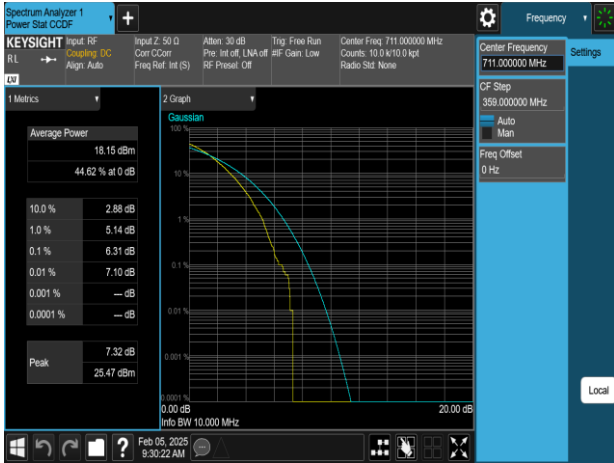 Spectrum Analyzer 1
Power Stat CCDF
Frequency
KEYSIGHT
RL
LXI
Input: RF
Coupling: DC
Align: Auto
Input Z: 50 Ω
Corr CCorr
Freq Ref: Int (S)
Atten: 30 dB
Pre: Int off, LNA off
RF Preset: Off
Trig: Free Run
#IF Gain: Low
Center Freq: 711.000000 MHz
Counts: 10.0 k/10.0 kpt
Radio Std: None
Center Frequency
711.000000 MHz
Settings
CF Step
359.000000 MHz
Auto
Man
Freq Offset
0 Hz
1 Metrics
Average Power
18.15 dBm
44.62 % at 0 dB
10.0 % 2.88 dB
1.0 % 5.14 dB
0.1 % 6.31 dB
0.01 % 7.10 dB
0.001 % --- dB
0.0001 % --- dB
Peak
7.32 dB
25.47 dBm
2 Graph
Gaussian
100 %
10 %
1 %
0.1 %
0.01 %
0.001 %
0.0001 %
0.00 dB 20.00 dB
Info BW 10.000 MHz
Local
?
Feb 05, 2025
9:30:22 AM